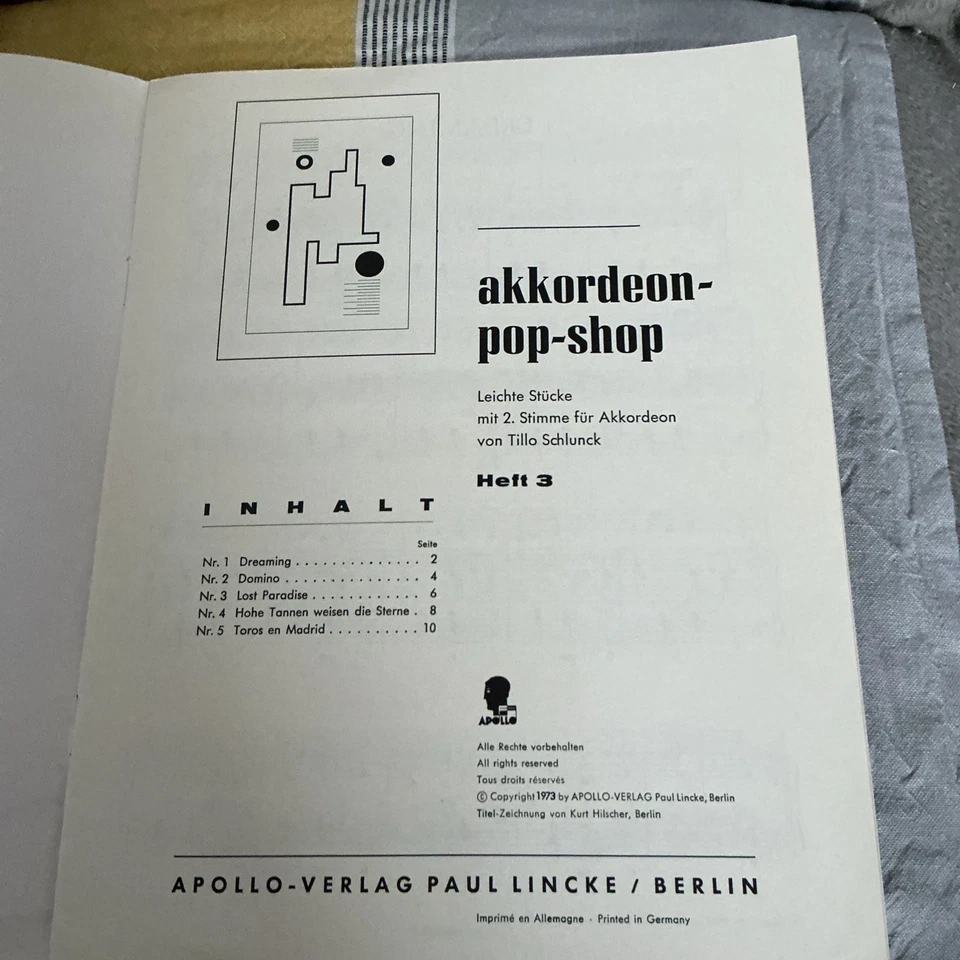 akkordeon-
pop-shop
Leichte Stücke
mit 2. Stimme für Akkordeon
von Tillo Schlunck
Heft 3
INHALT
Seite
Nr. 1 Dreaming . . . . . . . . . . . . . . 2
Nr. 2 Domino . . . . . . . . . . . . . . . 4
Nr. 3 Lost Paradise . . . . . . . . . . . . 6
Nr. 4 Hohe Tannen weisen die Sterne . 8
Nr. 5 Toros en Madrid . . . . . . . . . . 10
APOLLO
Alle Rechte vorbehalten
All rights reserved
Tous droits réservés
© Copyright 1973 by APOLLO-VERLAG Paul Lincke, Berlin
Titel-Zeichnung von Kurt Hilscher, Berlin
APOLLO-VERLAG PAUL LINCKE / BERLIN
Imprimé en Allemagne · Printed in Germany